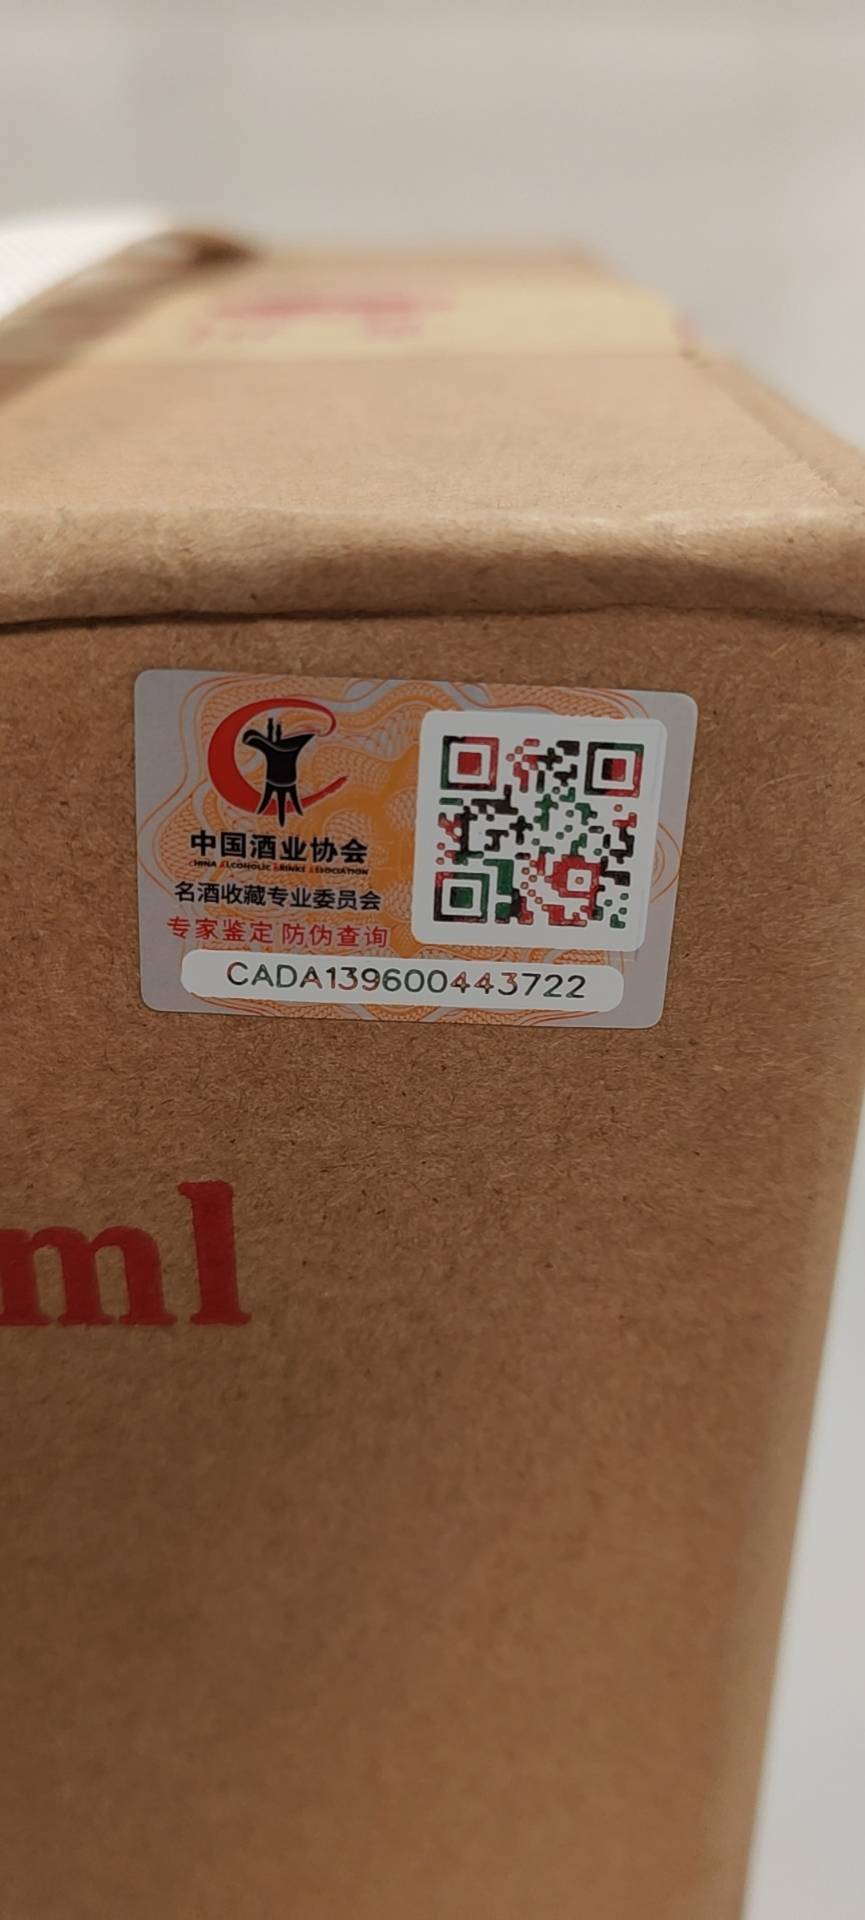 中国酒业协会
CHINA ALCOHOLIC DRINKS ASSOCIATION
名酒收藏专业委员会
专家鉴定 防伪查询
CADA139600443722
ml